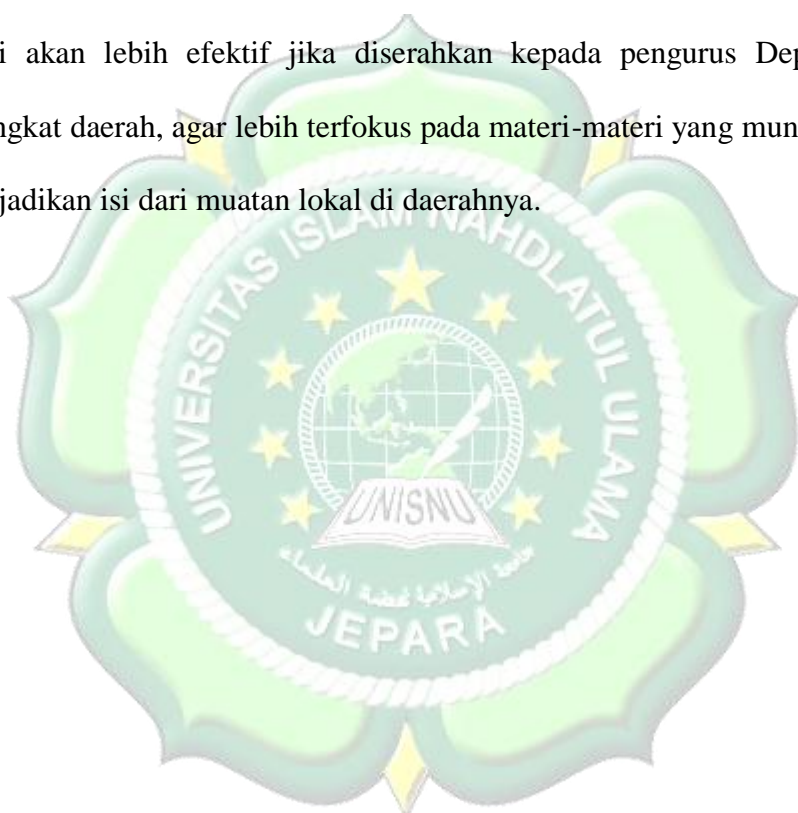 i akan lebih efektif jika diserahkan kepada pengurus Dep
ngkat daerah, agar lebih terfokus pada materi-materi yang mun
jadikan isi dari muatan lokal di daerahnya.
UNIVERSITAS ISLAM NAHDLATUL ULAMA
UNISNU
JEPARA